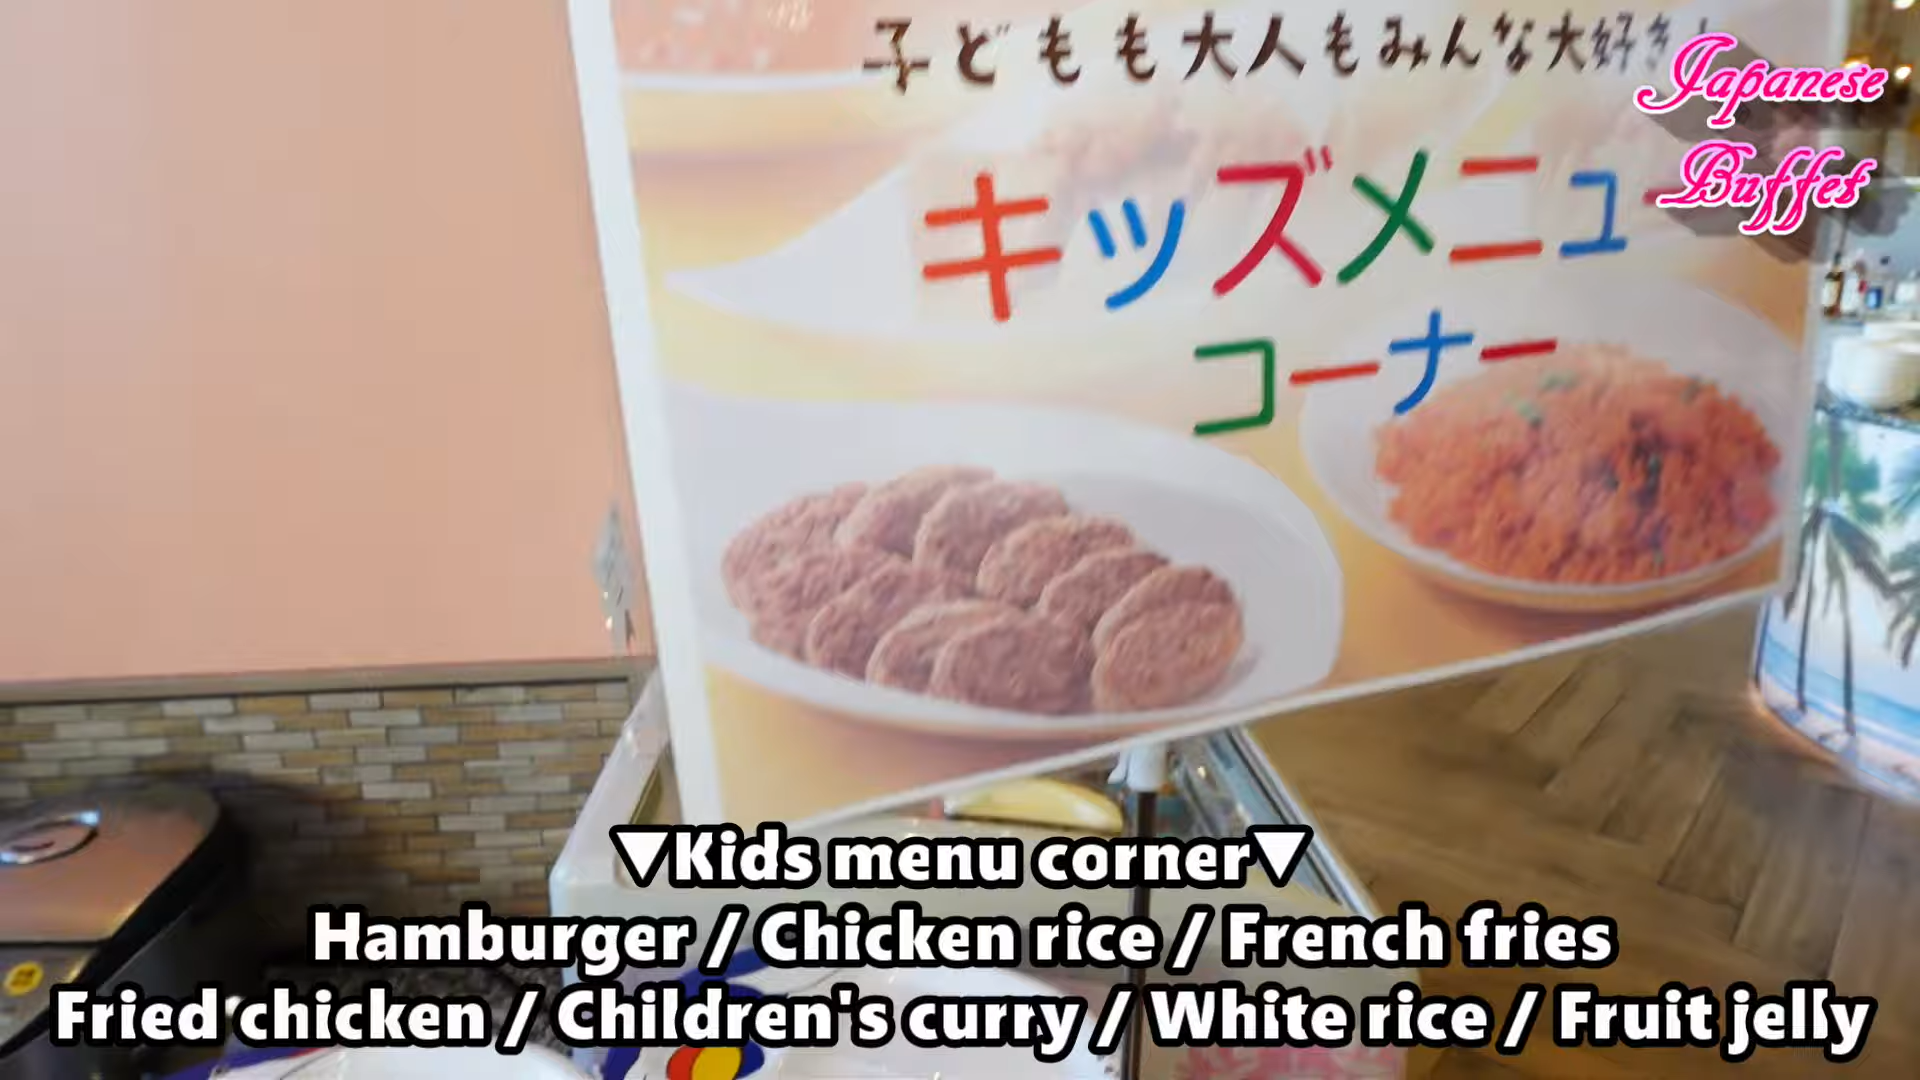 子どもも大人もみんな大好き
キッズメニュー
コーナー
Japanese
Buffet
▼Kids menu corner▼
Hamburger / Chicken rice / French fries
Fried chicken / Children's curry / White rice / Fruit jelly